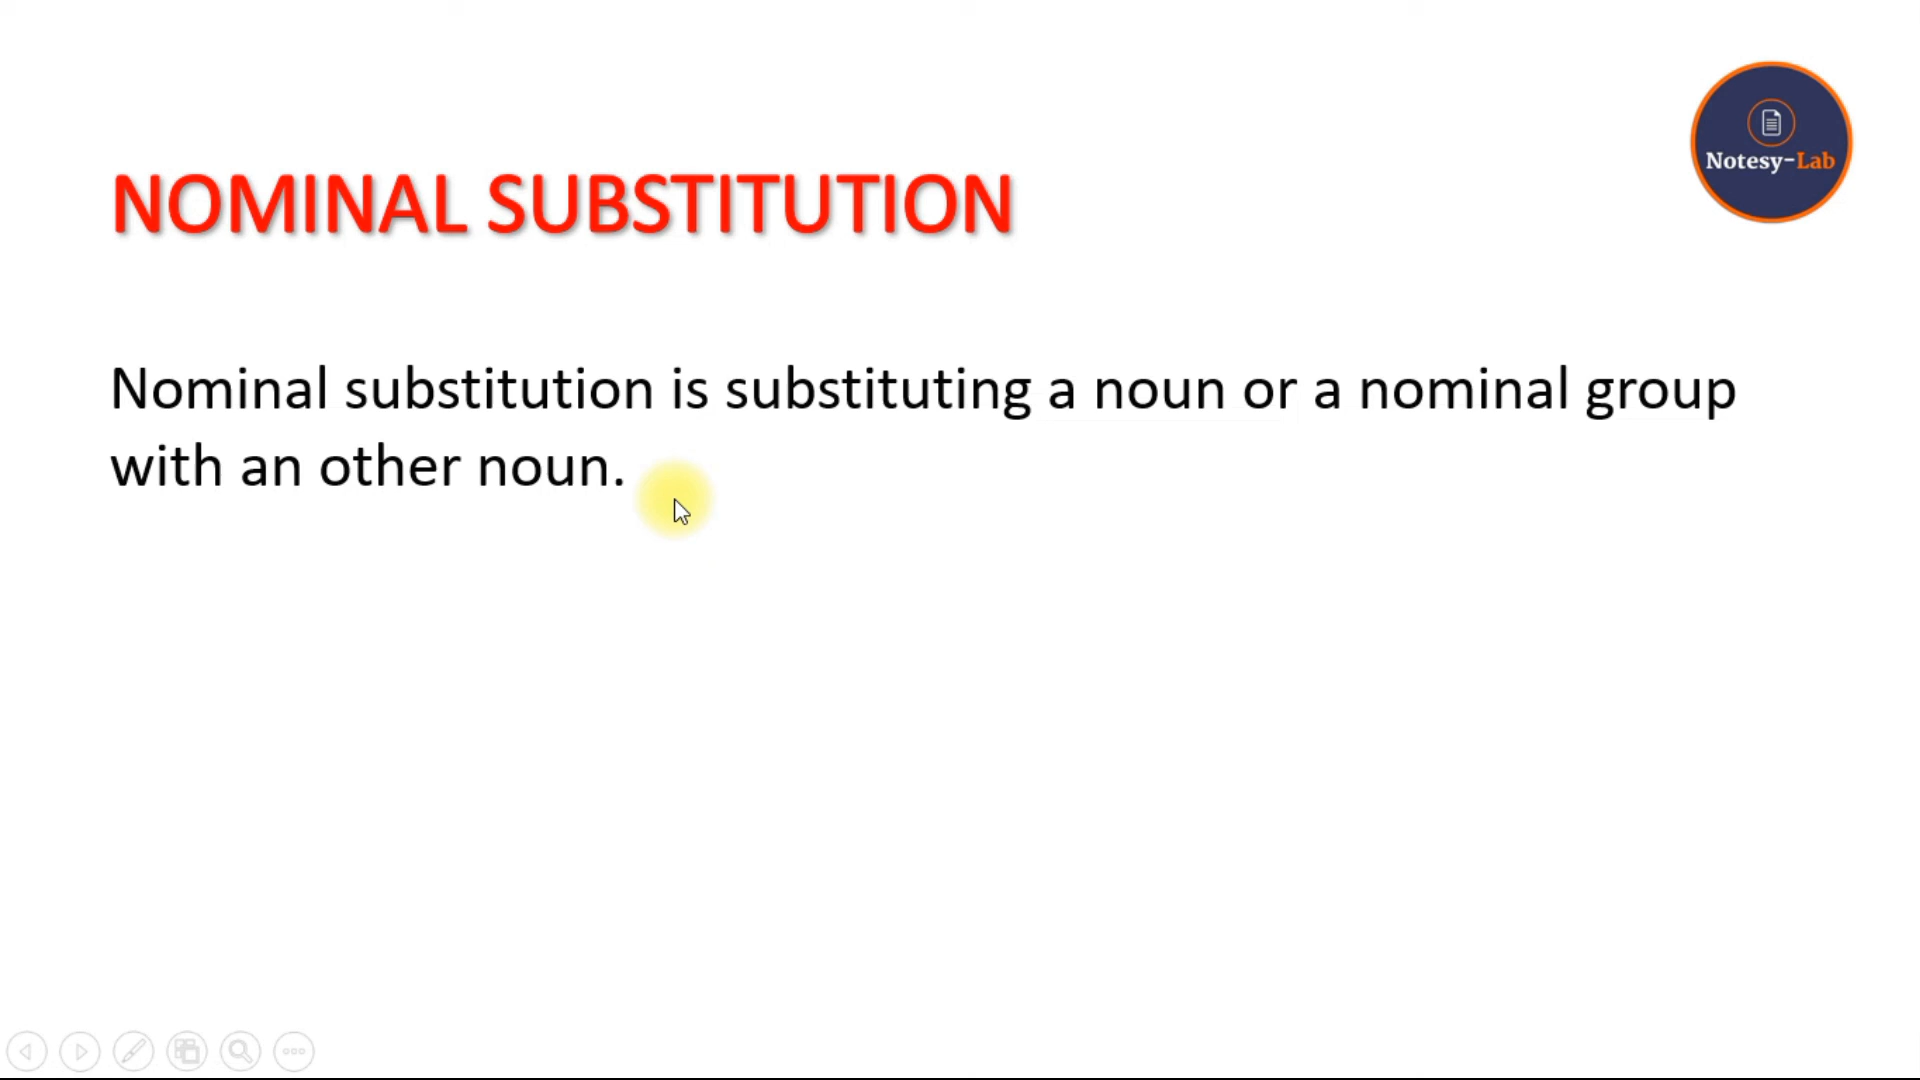 Notesy-Lab
NOMINAL SUBSTITUTION
Nominal substitution is substituting a noun or a nominal group
with an other noun.